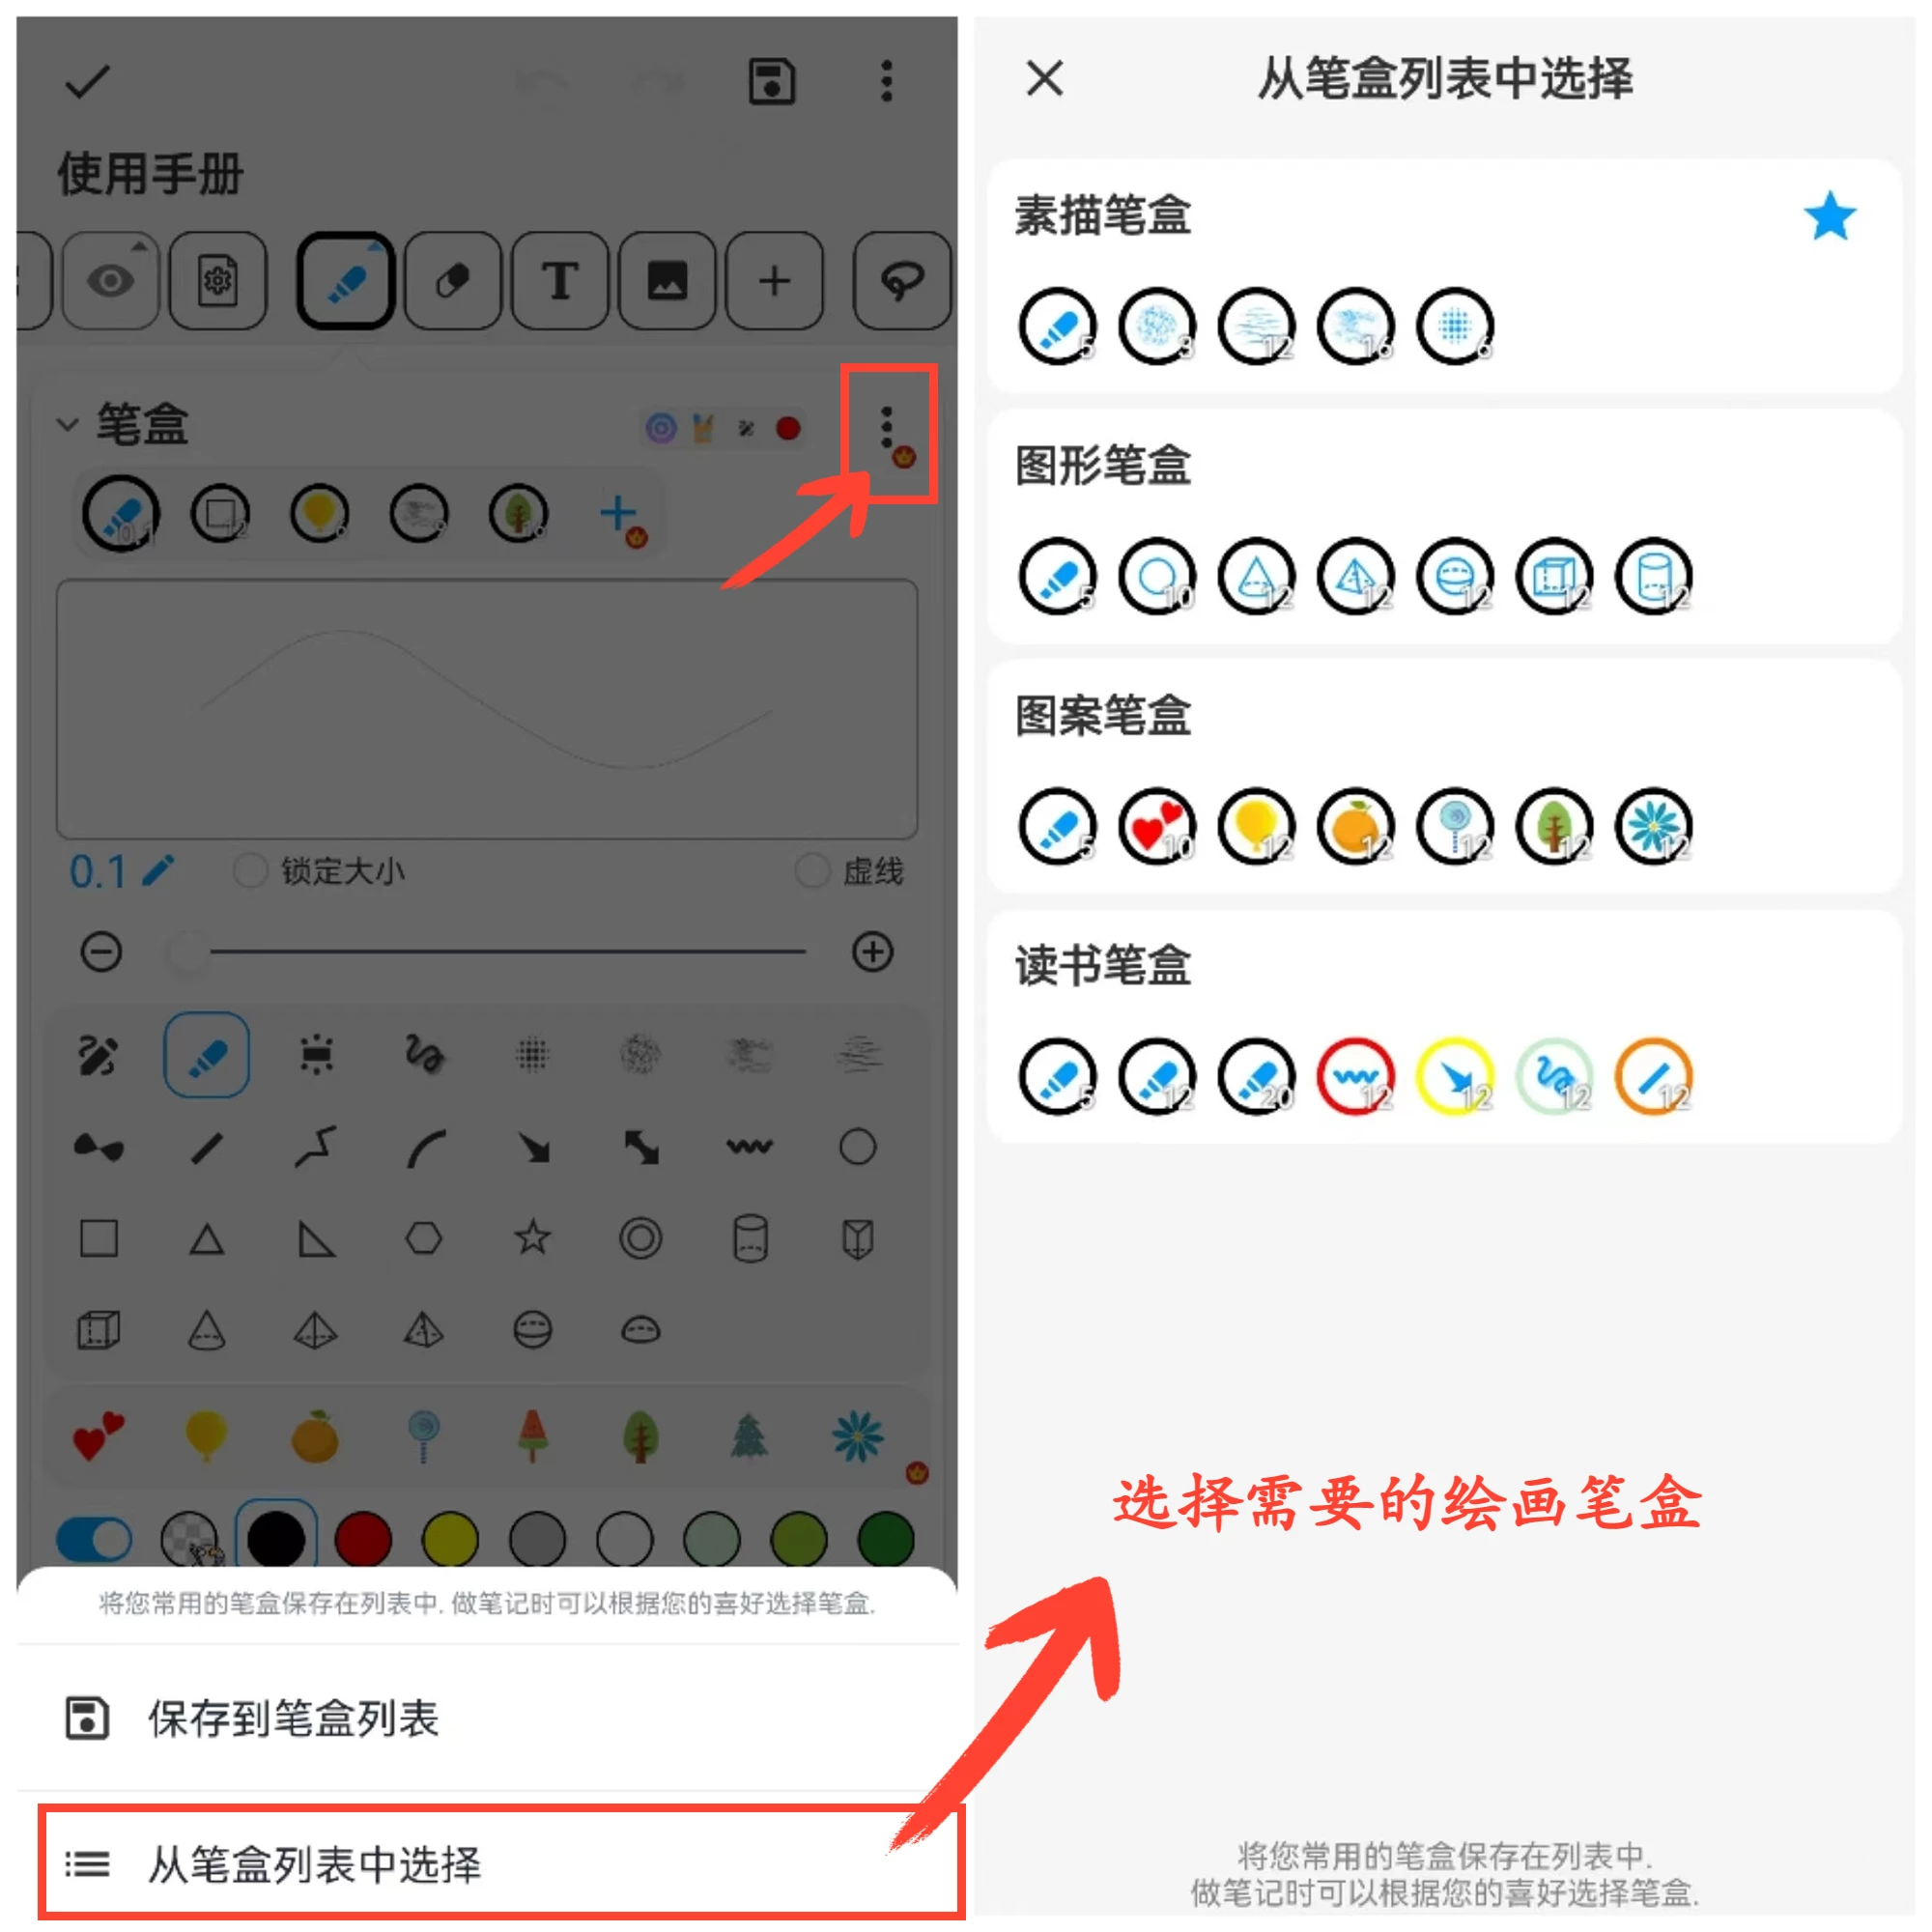 使用手册
T
笔盒
0.1 12 6 9 16
0.1 锁定大小 虚线
将您常用的笔盒保存在列表中. 做笔记时可以根据您的喜好选择笔盒.
保存到笔盒列表
从笔盒列表中选择
从笔盒列表中选择
素描笔盒
5 3 12 16 6
图形笔盒
5 10 12 12 12 12 12
图案笔盒
5 10 12 12 12 12 12
读书笔盒
5 12 20 12 12 12 12
选择需要的绘画笔盒
将您常用的笔盒保存在列表中.
做笔记时可以根据您的喜好选择笔盒.